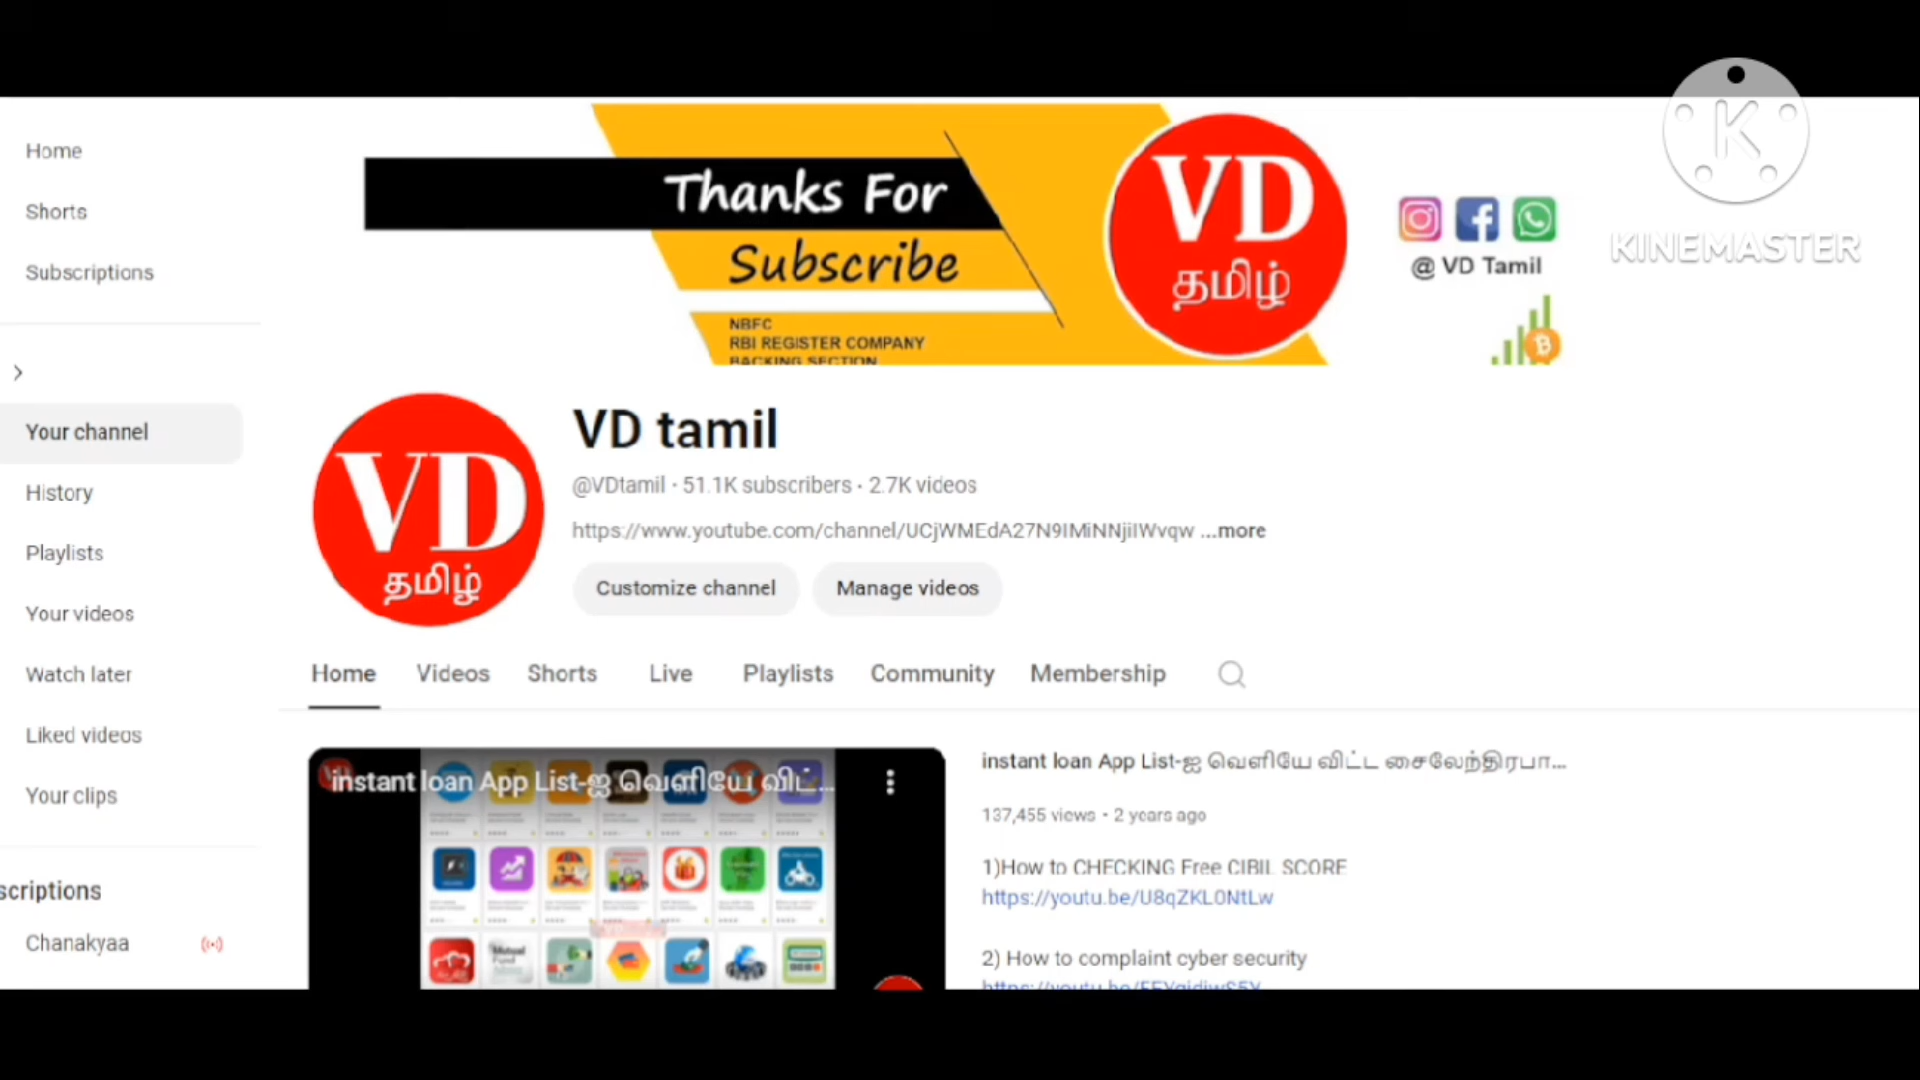 Home
Shorts
Subscriptions
Your channel
History
Playlists
Your videos
Watch later
Liked videos
Your clips
scriptions
Chanakyaa
Thanks For
Subscribe
NBFC
RBI REGISTER COMPANY
BACKING SECTION
VD
தமிழ்
@ VD Tamil
K
KINEMASTER
VD
தமிழ்
VD tamil
@VDtamil • 51.1K subscribers • 2.7K videos
https://www.youtube.com/channel/UCjWMEdA27N9IMiNNjiIWvqw ...more
Customize channel
Manage videos
Home Videos Shorts Live Playlists Community Membership
instant loan App List-ஐ வெளியே விட்...
instant loan App List-ஐ வெளியே விட்ட சைலேந்திரபா...
137,455 views • 2 years ago
1)How to CHECKING Free CIBIL SCORE
https://youtu.be/U8qZKL0NtLw
2) How to complaint cyber security